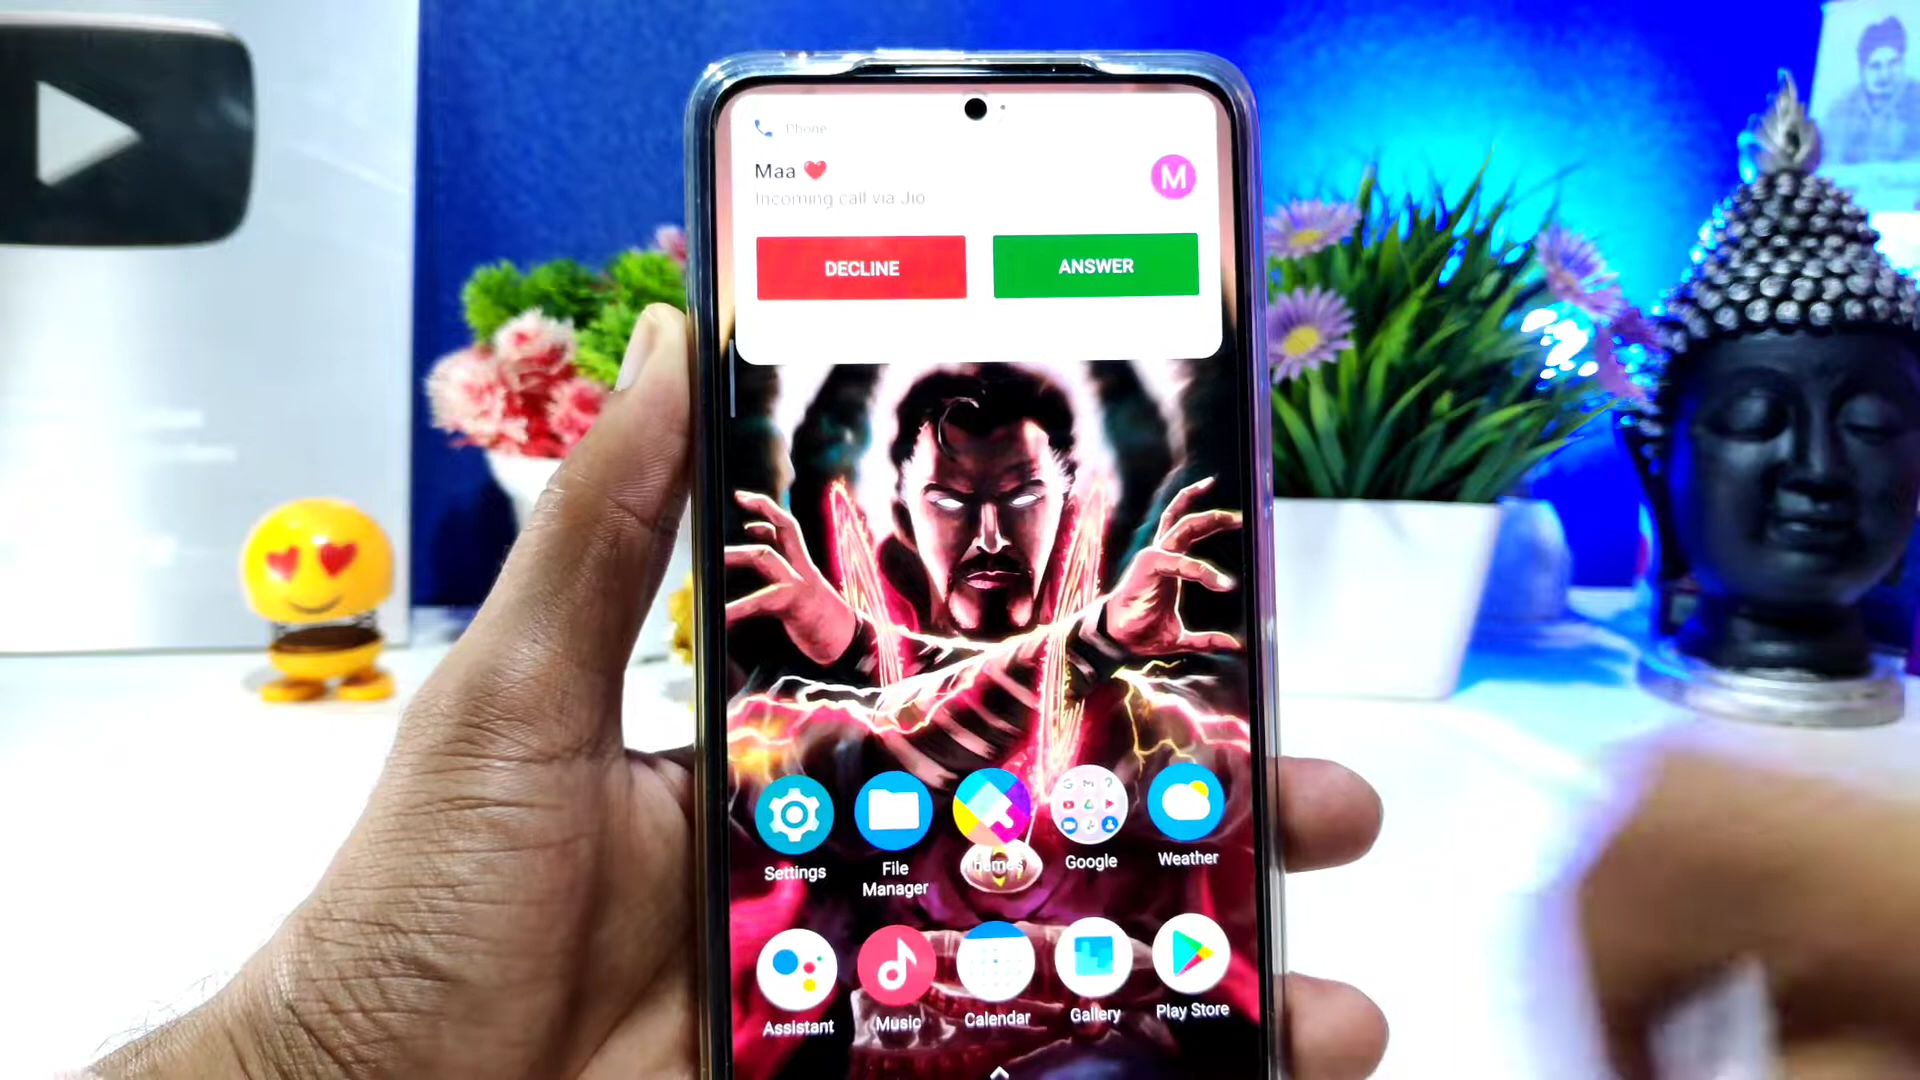 Phone
Maa ❤️
Incoming call via Jio
M
DECLINE
ANSWER
Settings
File
Manager
Themes
Google
Weather
Assistant
Music
Calendar
Gallery
Play Store